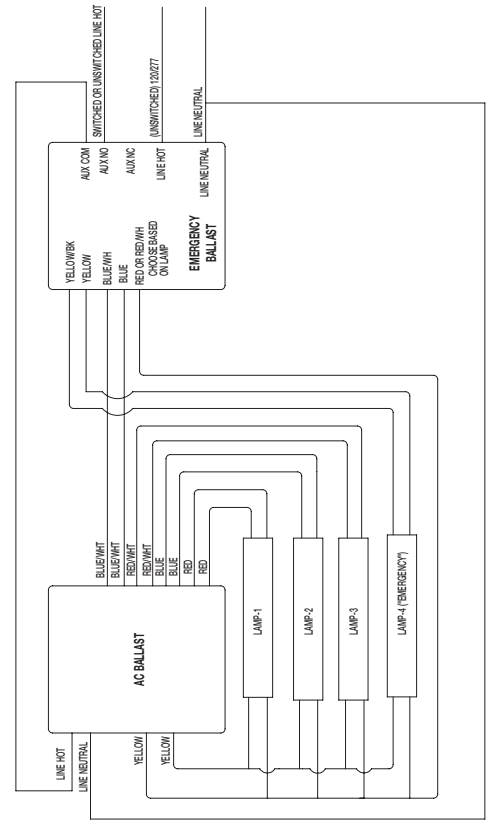 LINE HOT
LINE NEUTRAL
YELLOW
YELLOW
AC BALLAST
BLUE/WHT
BLUE/WHT
RED/WHT
RED/WHT
BLUE
BLUE
RED
RED
LAMP-1
LAMP-2
LAMP-3
LAMP-4 ("EMERGENCY")
YELLOW/BK
YELLOW
BLUE/WH
BLUE
RED OR RED/WH
CHOOSE BASED
ON LAMP
EMERGENCY
BALLAST
AUX COM
AUX NO
AUX NC
LINE HOT
LINE NEUTRAL
SWITCHED OR UNSWITCHED LINE HOT
(UNSWITCHED) 120/277
LINE NEUTRAL